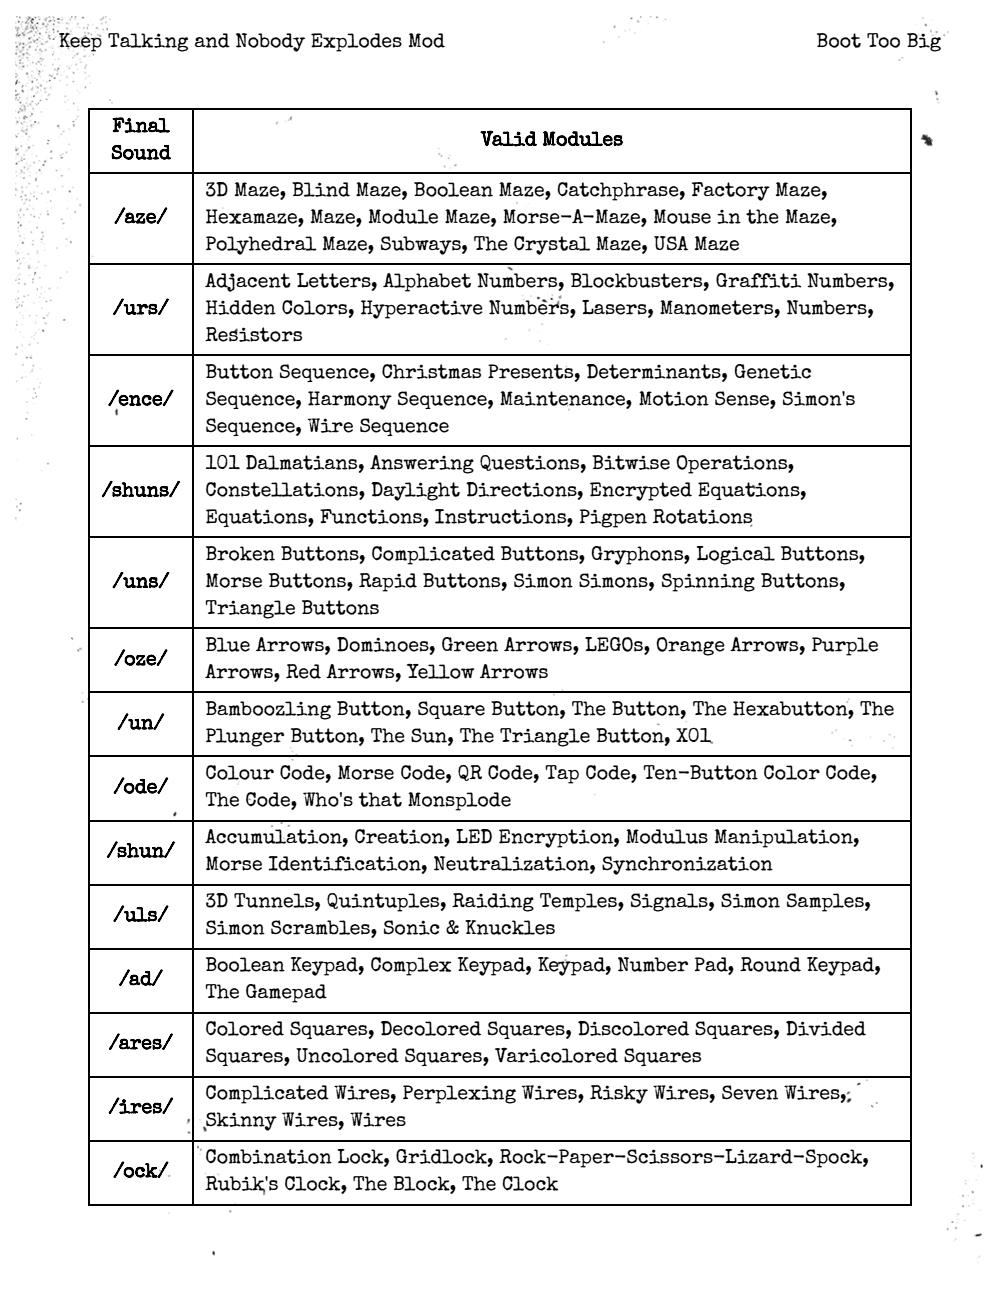 Keep Talking and Nobody Explodes Mod
Boot Too Big
Final
Sound
Valid Modules
/aze/
3D Maze, Blind Maze, Boolean Maze, Catchphrase, Factory Maze,
Hexamaze, Maze, Module Maze, Morse-A-Maze, Mouse in the Maze,
Polyhedral Maze, Subways, The Crystal Maze, USA Maze
/urs/
Adjacent Letters, Alphabet Numbers, Blockbusters, Graffiti Numbers,
Hidden Colors, Hyperactive Numbers, Lasers, Manometers, Numbers,
Resistors
/ence/
Button Sequence, Christmas Presents, Determinants, Genetic
Sequence, Harmony Sequence, Maintenance, Motion Sense, Simon's
Sequence, Wire Sequence
/shuns/
101 Dalmatians, Answering Questions, Bitwise Operations,
Constellations, Daylight Directions, Encrypted Equations,
Equations, Functions, Instructions, Pigpen Rotations
/uns/
Broken Buttons, Complicated Buttons, Gryphons, Logical Buttons,
Morse Buttons, Rapid Buttons, Simon Simons, Spinning Buttons,
Triangle Buttons
/oze/
Blue Arrows, Dominoes, Green Arrows, LEGOs, Orange Arrows, Purple
Arrows, Red Arrows, Yellow Arrows
/un/
Bamboozling Button, Square Button, The Button, The Hexabutton, The
Plunger Button, The Sun, The Triangle Button, X01
/ode/
Colour Code, Morse Code, QR Code, Tap Code, Ten-Button Color Code,
The Code, Who's that Monsplode
/shun/
Accumulation, Creation, LED Encryption, Modulus Manipulation,
Morse Identification, Neutralization, Synchronization
/uls/
3D Tunnels, Quintuples, Raiding Temples, Signals, Simon Samples,
Simon Scrambles, Sonic & Knuckles
/ad/
Boolean Keypad, Complex Keypad, Keypad, Number Pad, Round Keypad,
The Gamepad
/ares/
Colored Squares, Decolored Squares, Discolored Squares, Divided
Squares, Uncolored Squares, Varicolored Squares
/ires/
Complicated Wires, Perplexing Wires, Risky Wires, Seven Wires,
Skinny Wires, Wires
/ock/
Combination Lock, Gridlock, Rock-Paper-Scissors-Lizard-Spock,
Rubik's Clock, The Block, The Clock